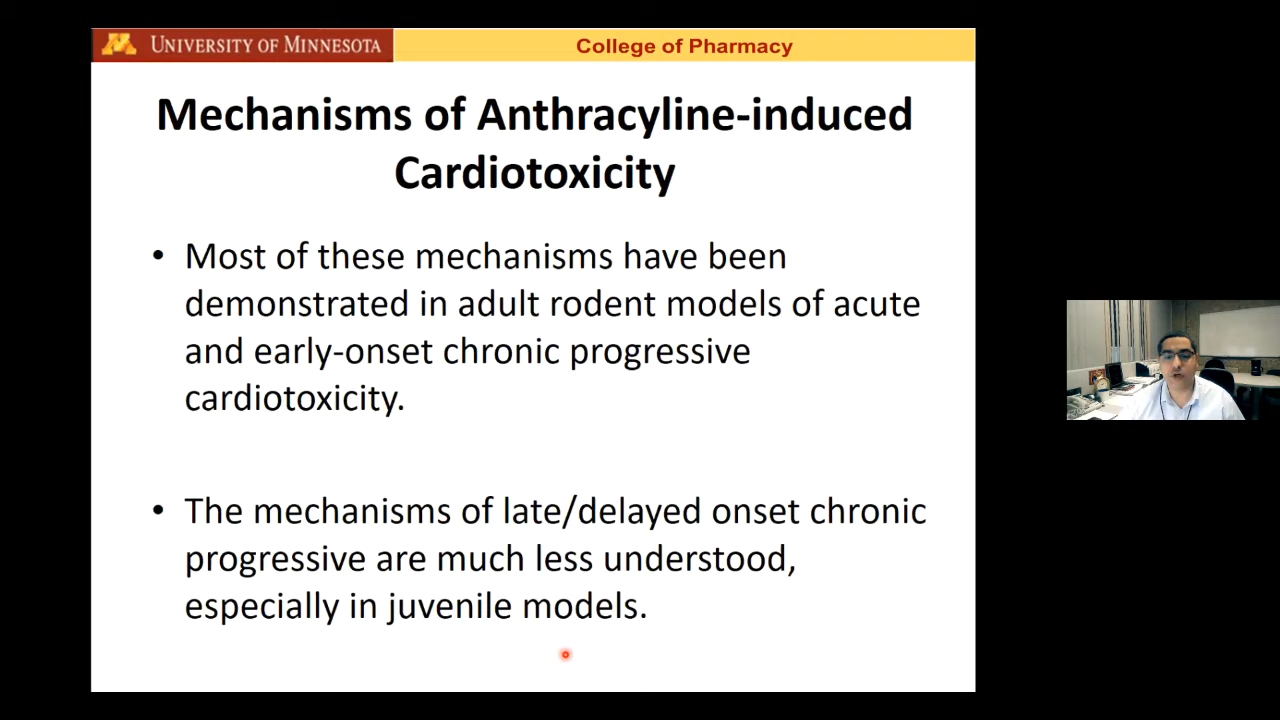 UNIVERSITY OF MINNESOTA
College of Pharmacy
Mechanisms of Anthracyline-induced
Cardiotoxicity
• Most of these mechanisms have been
demonstrated in adult rodent models of acute
and early-onset chronic progressive
cardiotoxicity.
• The mechanisms of late/delayed onset chronic
progressive are much less understood,
especially in juvenile models.